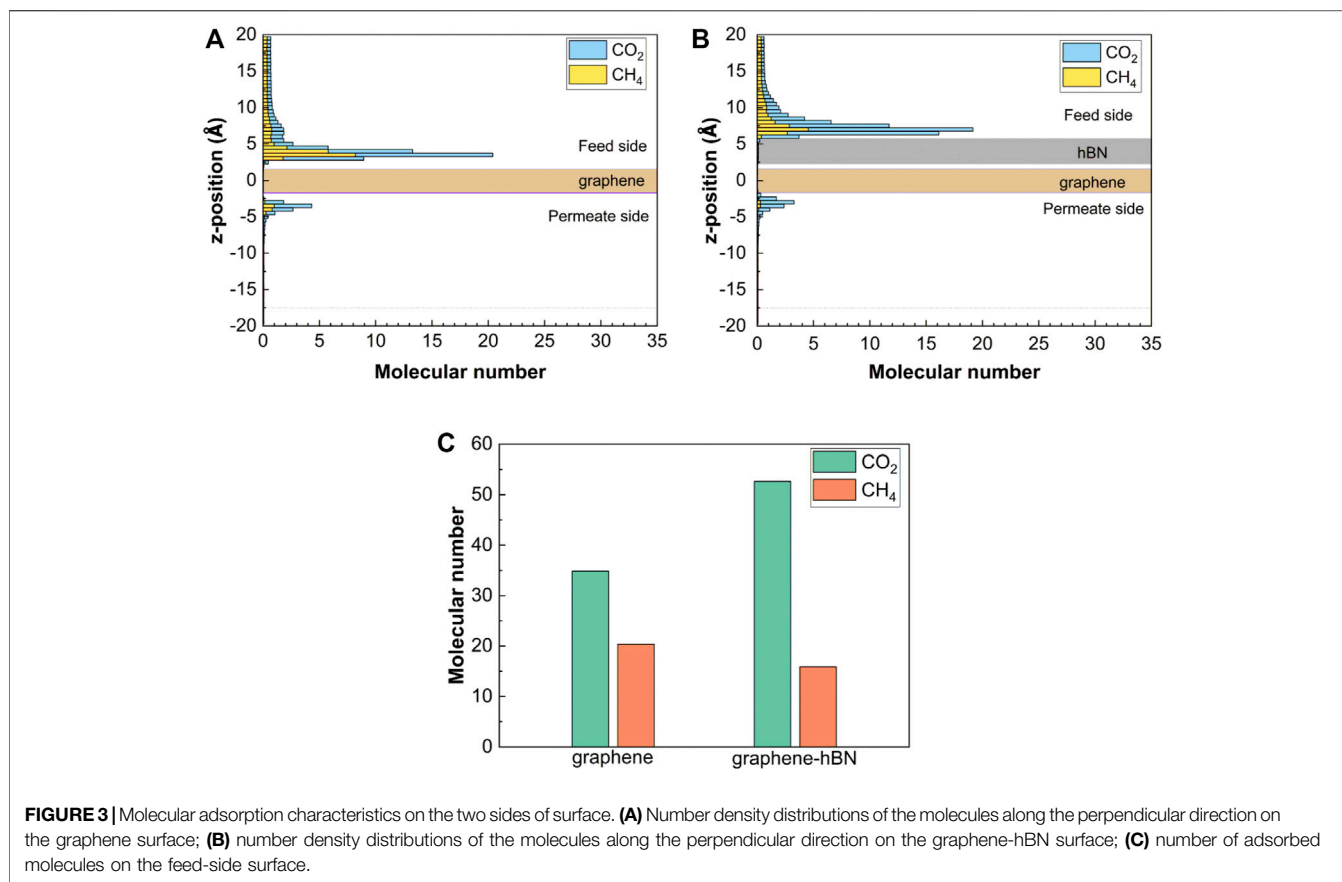 A
20
15
10
5
0
-5
-10
-15
-20
z-position (Å)
CO₂
CH₄
Feed side
graphene
Permeate side
0 5 10 15 20 25 30 35
Molecular number
B
20
15
10
5
0
-5
-10
-15
-20
z-position (Å)
CO₂
CH₄
Feed side
hBN
graphene
Permeate side
0 5 10 15 20 25 30 35
Molecular number
C
60
50
40
30
20
10
0
Molecular number
CO₂
CH₄
graphene graphene-hBN
FIGURE 3 | Molecular adsorption characteristics on the two sides of surface. (A) Number density distributions of the molecules along the perpendicular direction on
the graphene surface; (B) number density distributions of the molecules along the perpendicular direction on the graphene-hBN surface; (C) number of adsorbed
molecules on the feed-side surface.